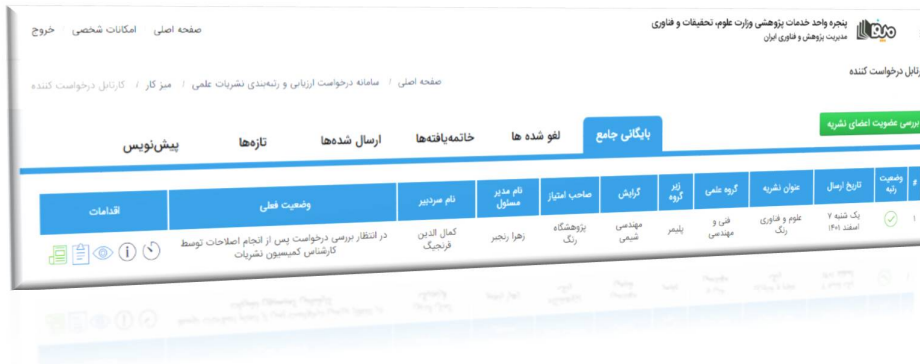 پنجره واحد خدمات پژوهشی وزارت علوم، تحقیقات و فناوری
مدیریت پژوهش و فناوری ایران
صفحه اصلی امکانات شخصی خروج
رتابل درخواست کننده
صفحه اصلی / سامانه درخواست ارزیابی و رتبه‌بندی نشریات علمی / میز کار / کارتابل درخواست کننده
بررسی عضویت اعضای نشریه
بایگانی جامع لغو شده ها خاتمه‌یافته‌ها ارسال شده‌ها تازه‌ها پیش‌نویس
# وضعیت رتبه تاریخ ارسال عنوان نشریه گروه علمی زیر گروه گرایش صاحب امتیاز نام مدیر مسئول نام سردبیر وضعیت فعلی اقدامات
۱ یک شنبه ۷ اسفند ۱۴۰۱ علوم و فناوری رنگ فنی و مهندسی پلیمر مهندسی شیمی پژوهشگاه رنگ زهرا رنجبر کمال الدین قرنجیگ در انتظار بررسی درخواست پس از انجام اصلاحات توسط کارشناس کمیسیون نشریات